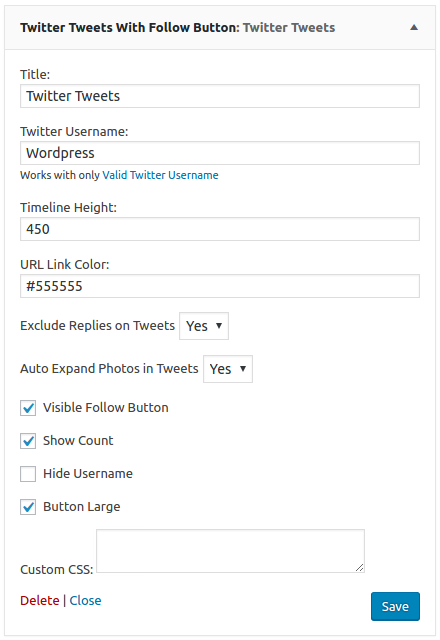 Twitter Tweets With Follow Button: Twitter Tweets
Title:
Twitter Tweets
Twitter Username:
Wordpress
Works with only Valid Twitter Username
Timeline Height:
450
URL Link Color:
#555555
Exclude Replies on Tweets Yes
Auto Expand Photos in Tweets Yes
Visible Follow Button
Show Count
Hide Username
Button Large
Custom CSS:
Delete | Close Save